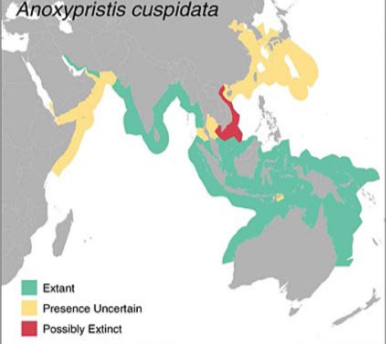 Anoxypristis cuspidata
Extant
Presence Uncertain
Possibly Extinct